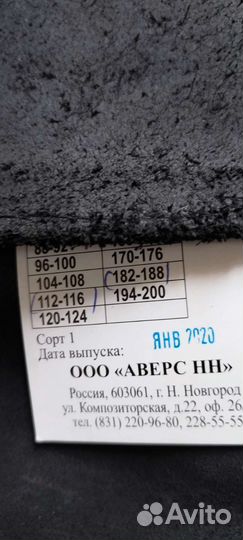 96-100 170-176
104-108 182-188
112-116 194-200
120-124
Сорт 1
Дата выпуска: ЯНВ 2020
ООО «АВЕРС НН»
Россия, 603061, г. Н. Новгород
ул. Композиторская, д.22, оф. 26
тел. (831) 220-96-80, 228-55-55
Avito